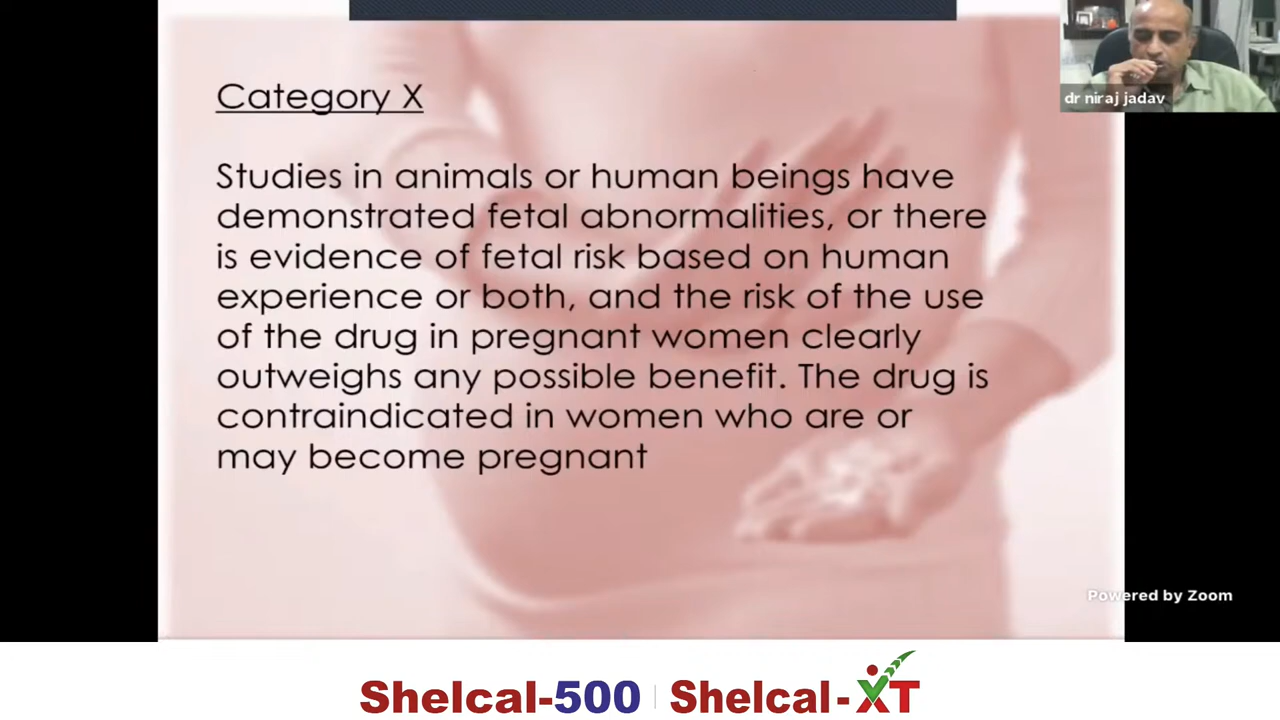 Category X
Studies in animals or human beings have
demonstrated fetal abnormalities, or there
is evidence of fetal risk based on human
experience or both, and the risk of the use
of the drug in pregnant women clearly
outweighs any possible benefit. The drug is
contraindicated in women who are or
may become pregnant
dr niraj jadav
Powered by Zoom
Shelcal-500 Shelcal-XT